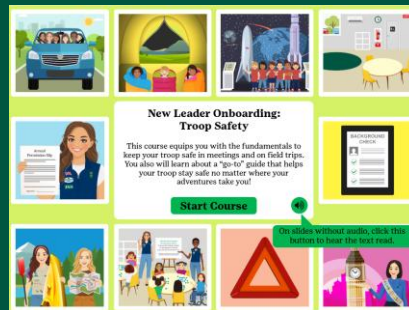 New Leader Onboarding:
Troop Safety
This course equips you with the fundamentals to
keep your troop safe in meetings and on field trips.
You also will learn about a "go-to" guide that helps
your troop stay safe no matter where your
adventures take you!
Start Course
On slides without audio, click this
button to hear the text read.
Annual
Permission Slip
BACKGROUND
CHECK